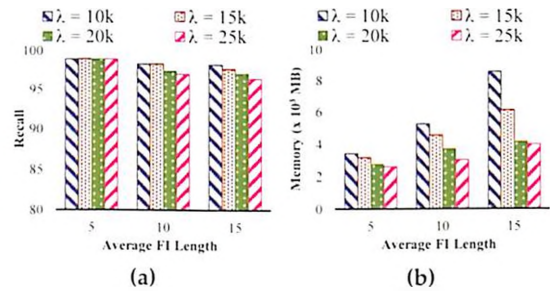 λ = 10k λ = 15k
λ = 20k λ = 25k
100
95
90
85
80
Recall
5 10 15
Average FI Length
(a)
λ = 10k λ = 15k
λ = 20k λ = 25k
10
8
6
4
2
0
Memory (x 10³ MIB)
5 10 15
Average FI Length
(b)